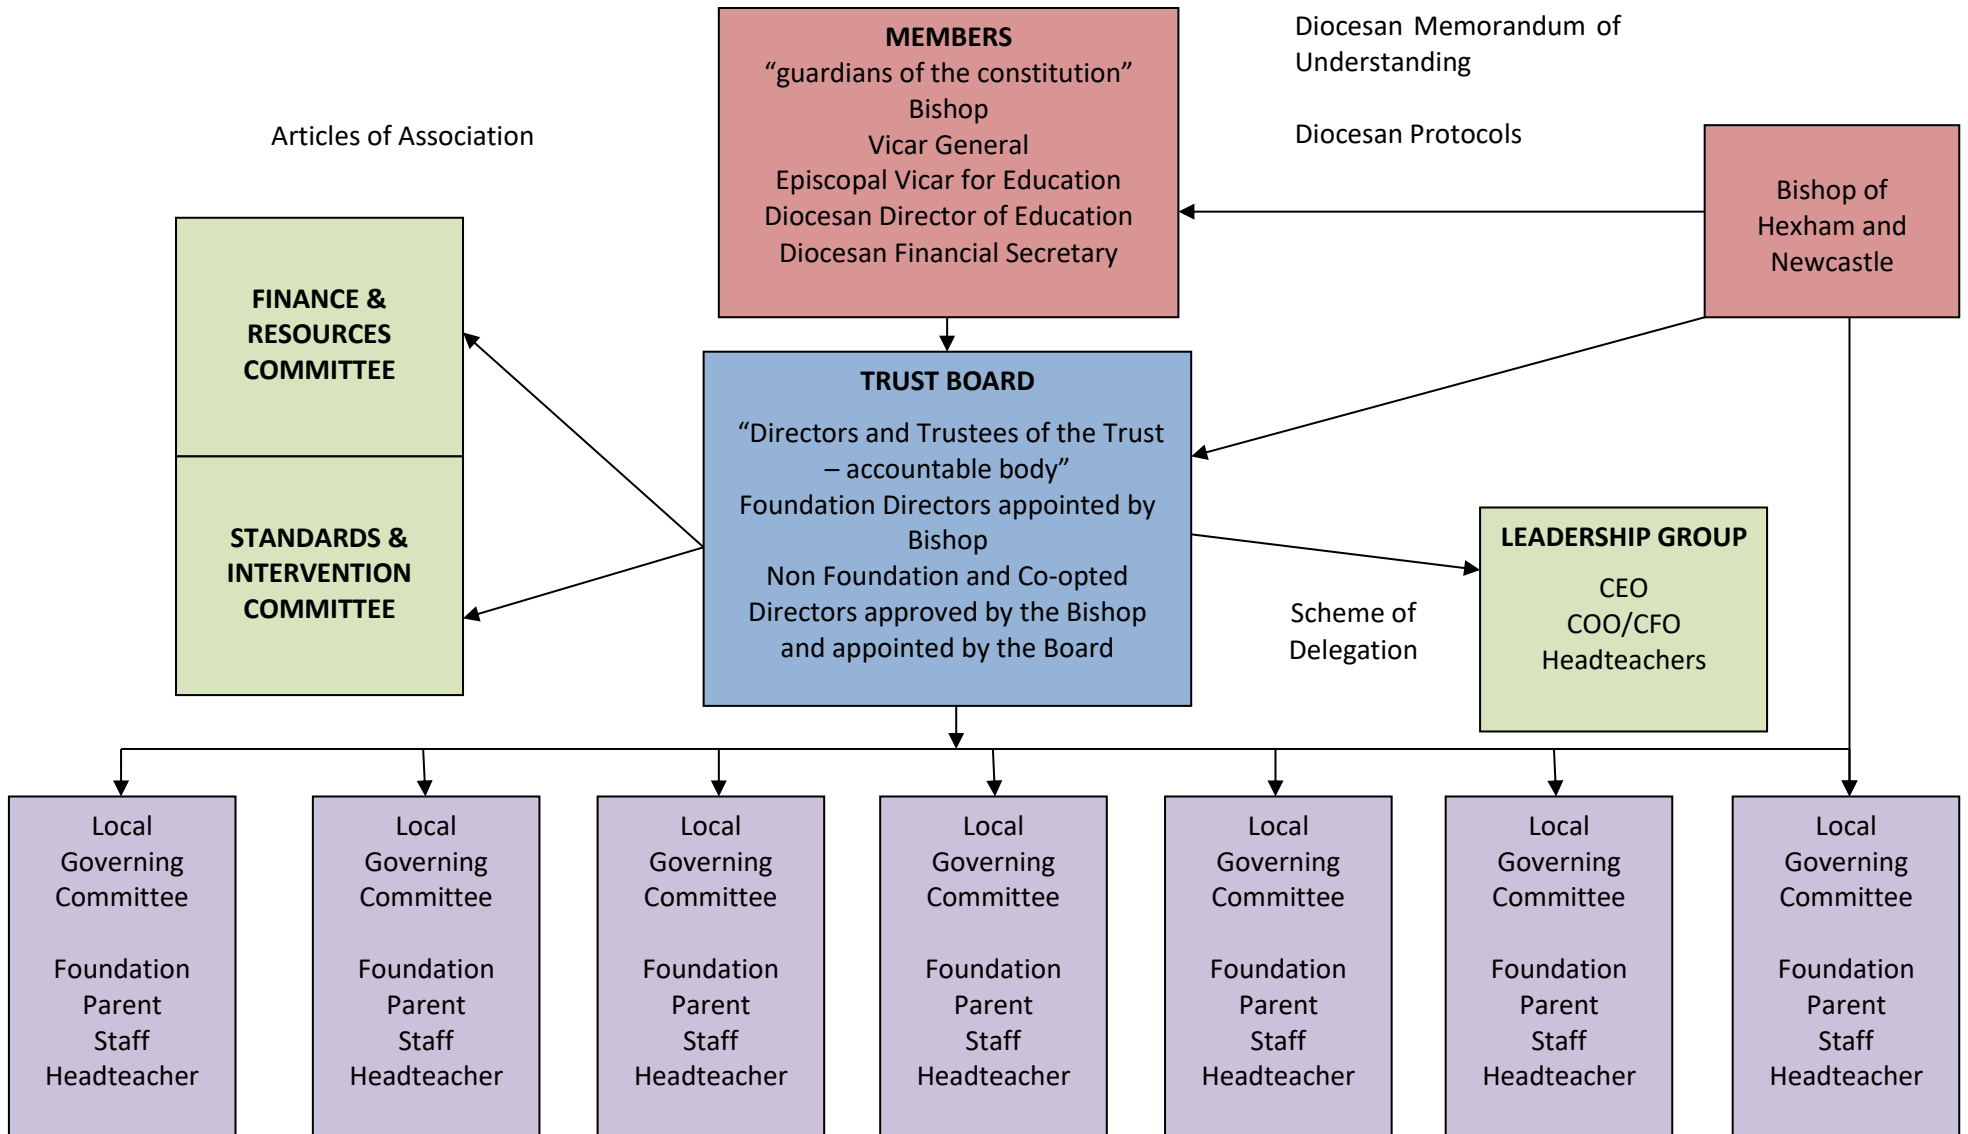 MEMBERS
“guardians of the constitution”
Bishop
Vicar General
Episcopal Vicar for Education
Diocesan Director of Education
Diocesan Financial Secretary
Diocesan Memorandum of
Understanding
Diocesan Protocols
Articles of Association
Bishop of
Hexham and
Newcastle
FINANCE &
RESOURCES
COMMITTEE
STANDARDS &
INTERVENTION
COMMITTEE
TRUST BOARD
“Directors and Trustees of the Trust
– accountable body”
Foundation Directors appointed by
Bishop
Non Foundation and Co-opted
Directors approved by the Bishop
and appointed by the Board
LEADERSHIP GROUP
CEO
COO/CFO
Headteachers
Scheme of
Delegation
Local
Governing
Committee
Foundation
Parent
Staff
Headteacher
Local
Governing
Committee
Foundation
Parent
Staff
Headteacher
Local
Governing
Committee
Foundation
Parent
Staff
Headteacher
Local
Governing
Committee
Foundation
Parent
Staff
Headteacher
Local
Governing
Committee
Foundation
Parent
Staff
Headteacher
Local
Governing
Committee
Foundation
Parent
Staff
Headteacher
Local
Governing
Committee
Foundation
Parent
Staff
Headteacher